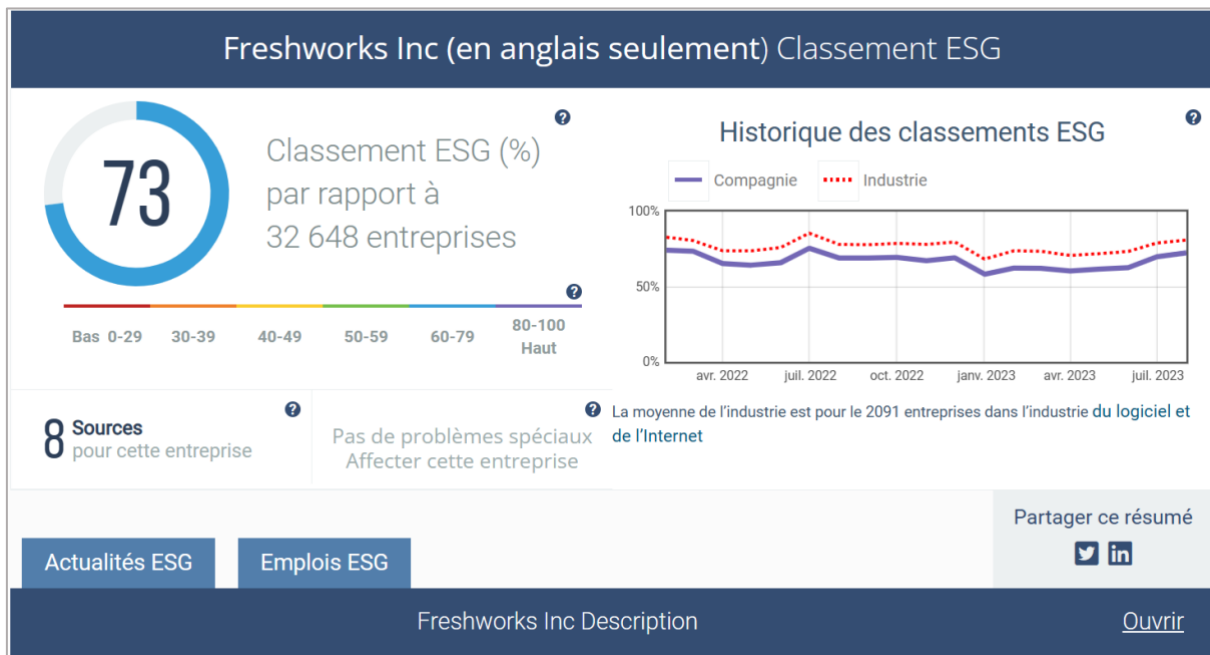 Freshworks Inc (en anglais seulement) Classement ESG
73
Classement ESG (%)
par rapport à
32 648 entreprises
?
?
Bas 0-29
30-39
40-49
50-59
60-79
80-100
Haut
8 Sources
pour cette entreprise
?
Pas de problèmes spéciaux
Affecter cette entreprise
?
Historique des classements ESG
?
Compagnie
Industrie
100%
50%
0%
avr. 2022
juil. 2022
oct. 2022
janv. 2023
avr. 2023
juil. 2023
La moyenne de l'industrie est pour le 2091 entreprises dans l'industrie du logiciel et
de l'Internet
Partager ce résumé
in
Actualités ESG
Emplois ESG
Freshworks Inc Description
Ouvrir